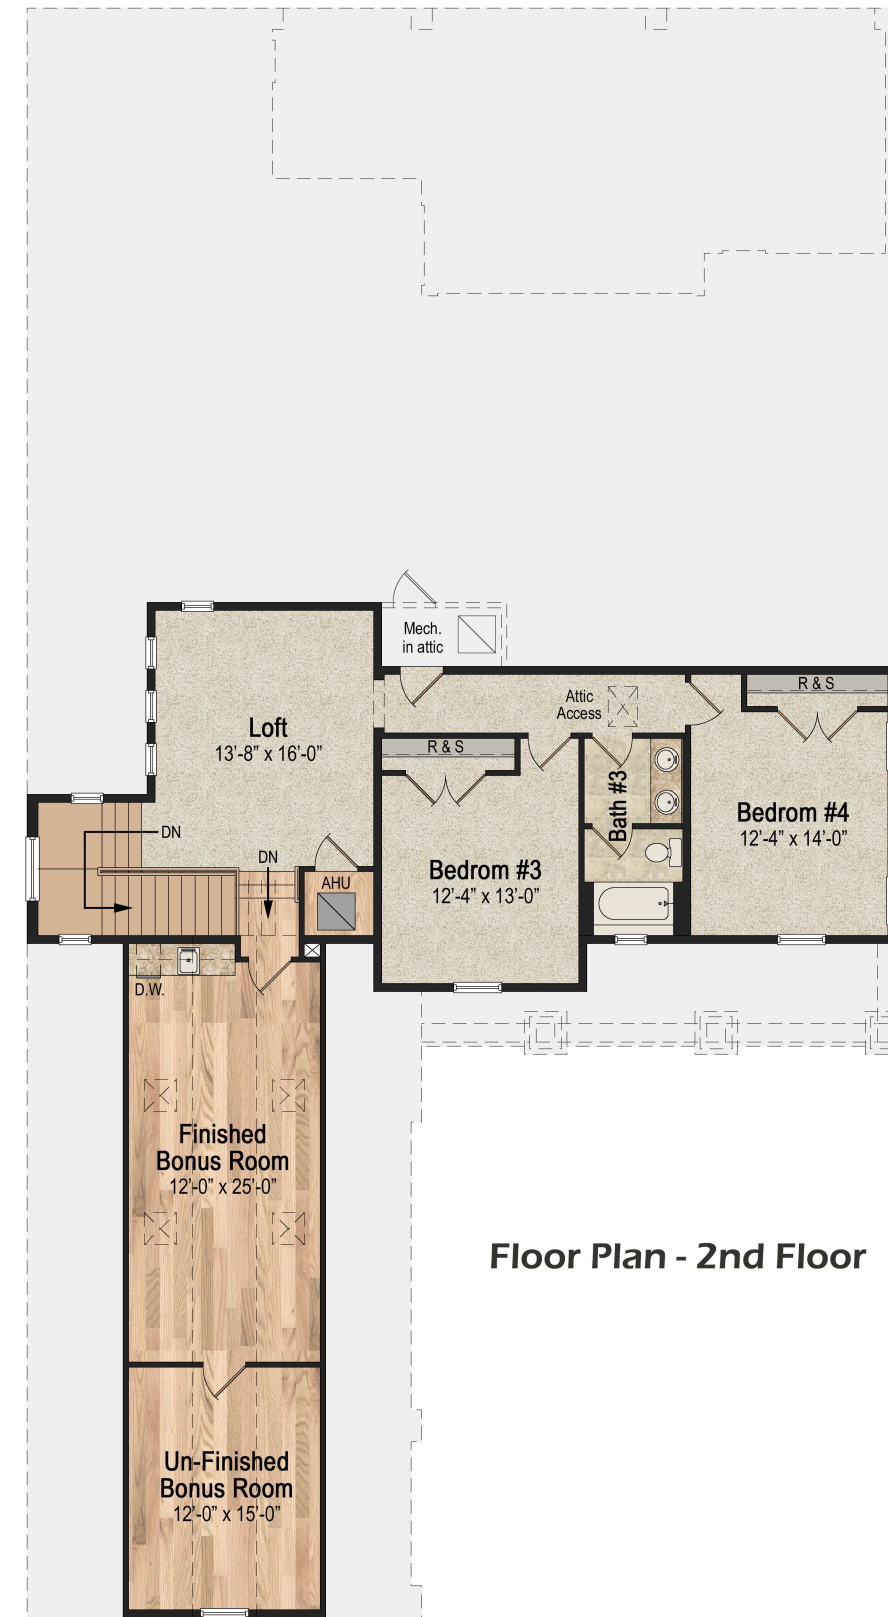 Mech.
in attic
R & S
Attic
Access
Loft
13'-8" x 16'-0"
R & S
Bath #3
Bedrom #4
12'-4" x 14'-0"
DN
DN
Bedrom #3
12'-4" x 13'-0"
AHU
D.W.
Finished
Bonus Room
12'-0" x 25'-0"
Floor Plan - 2nd Floor
Un-Finished
Bonus Room
12'-0" x 15'-0"